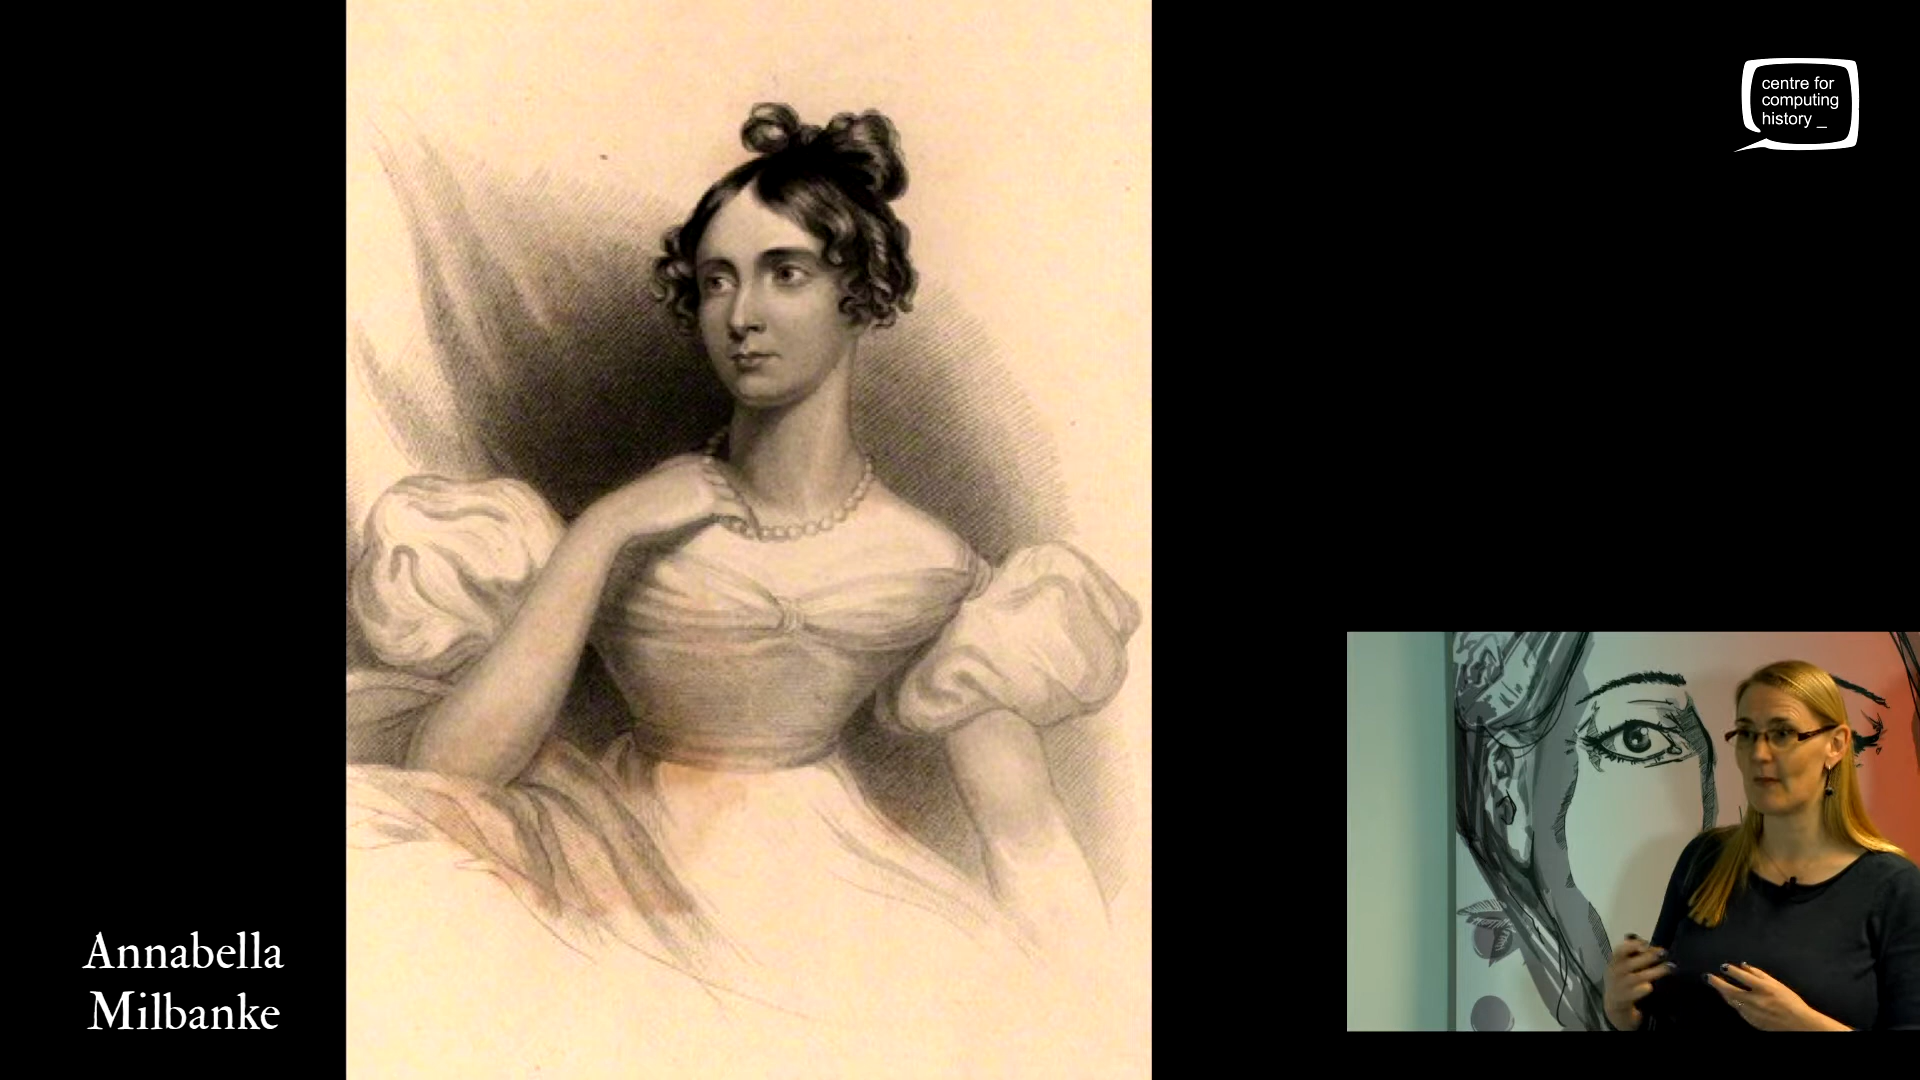 centre for
computing
history _
Annabella
Milbanke